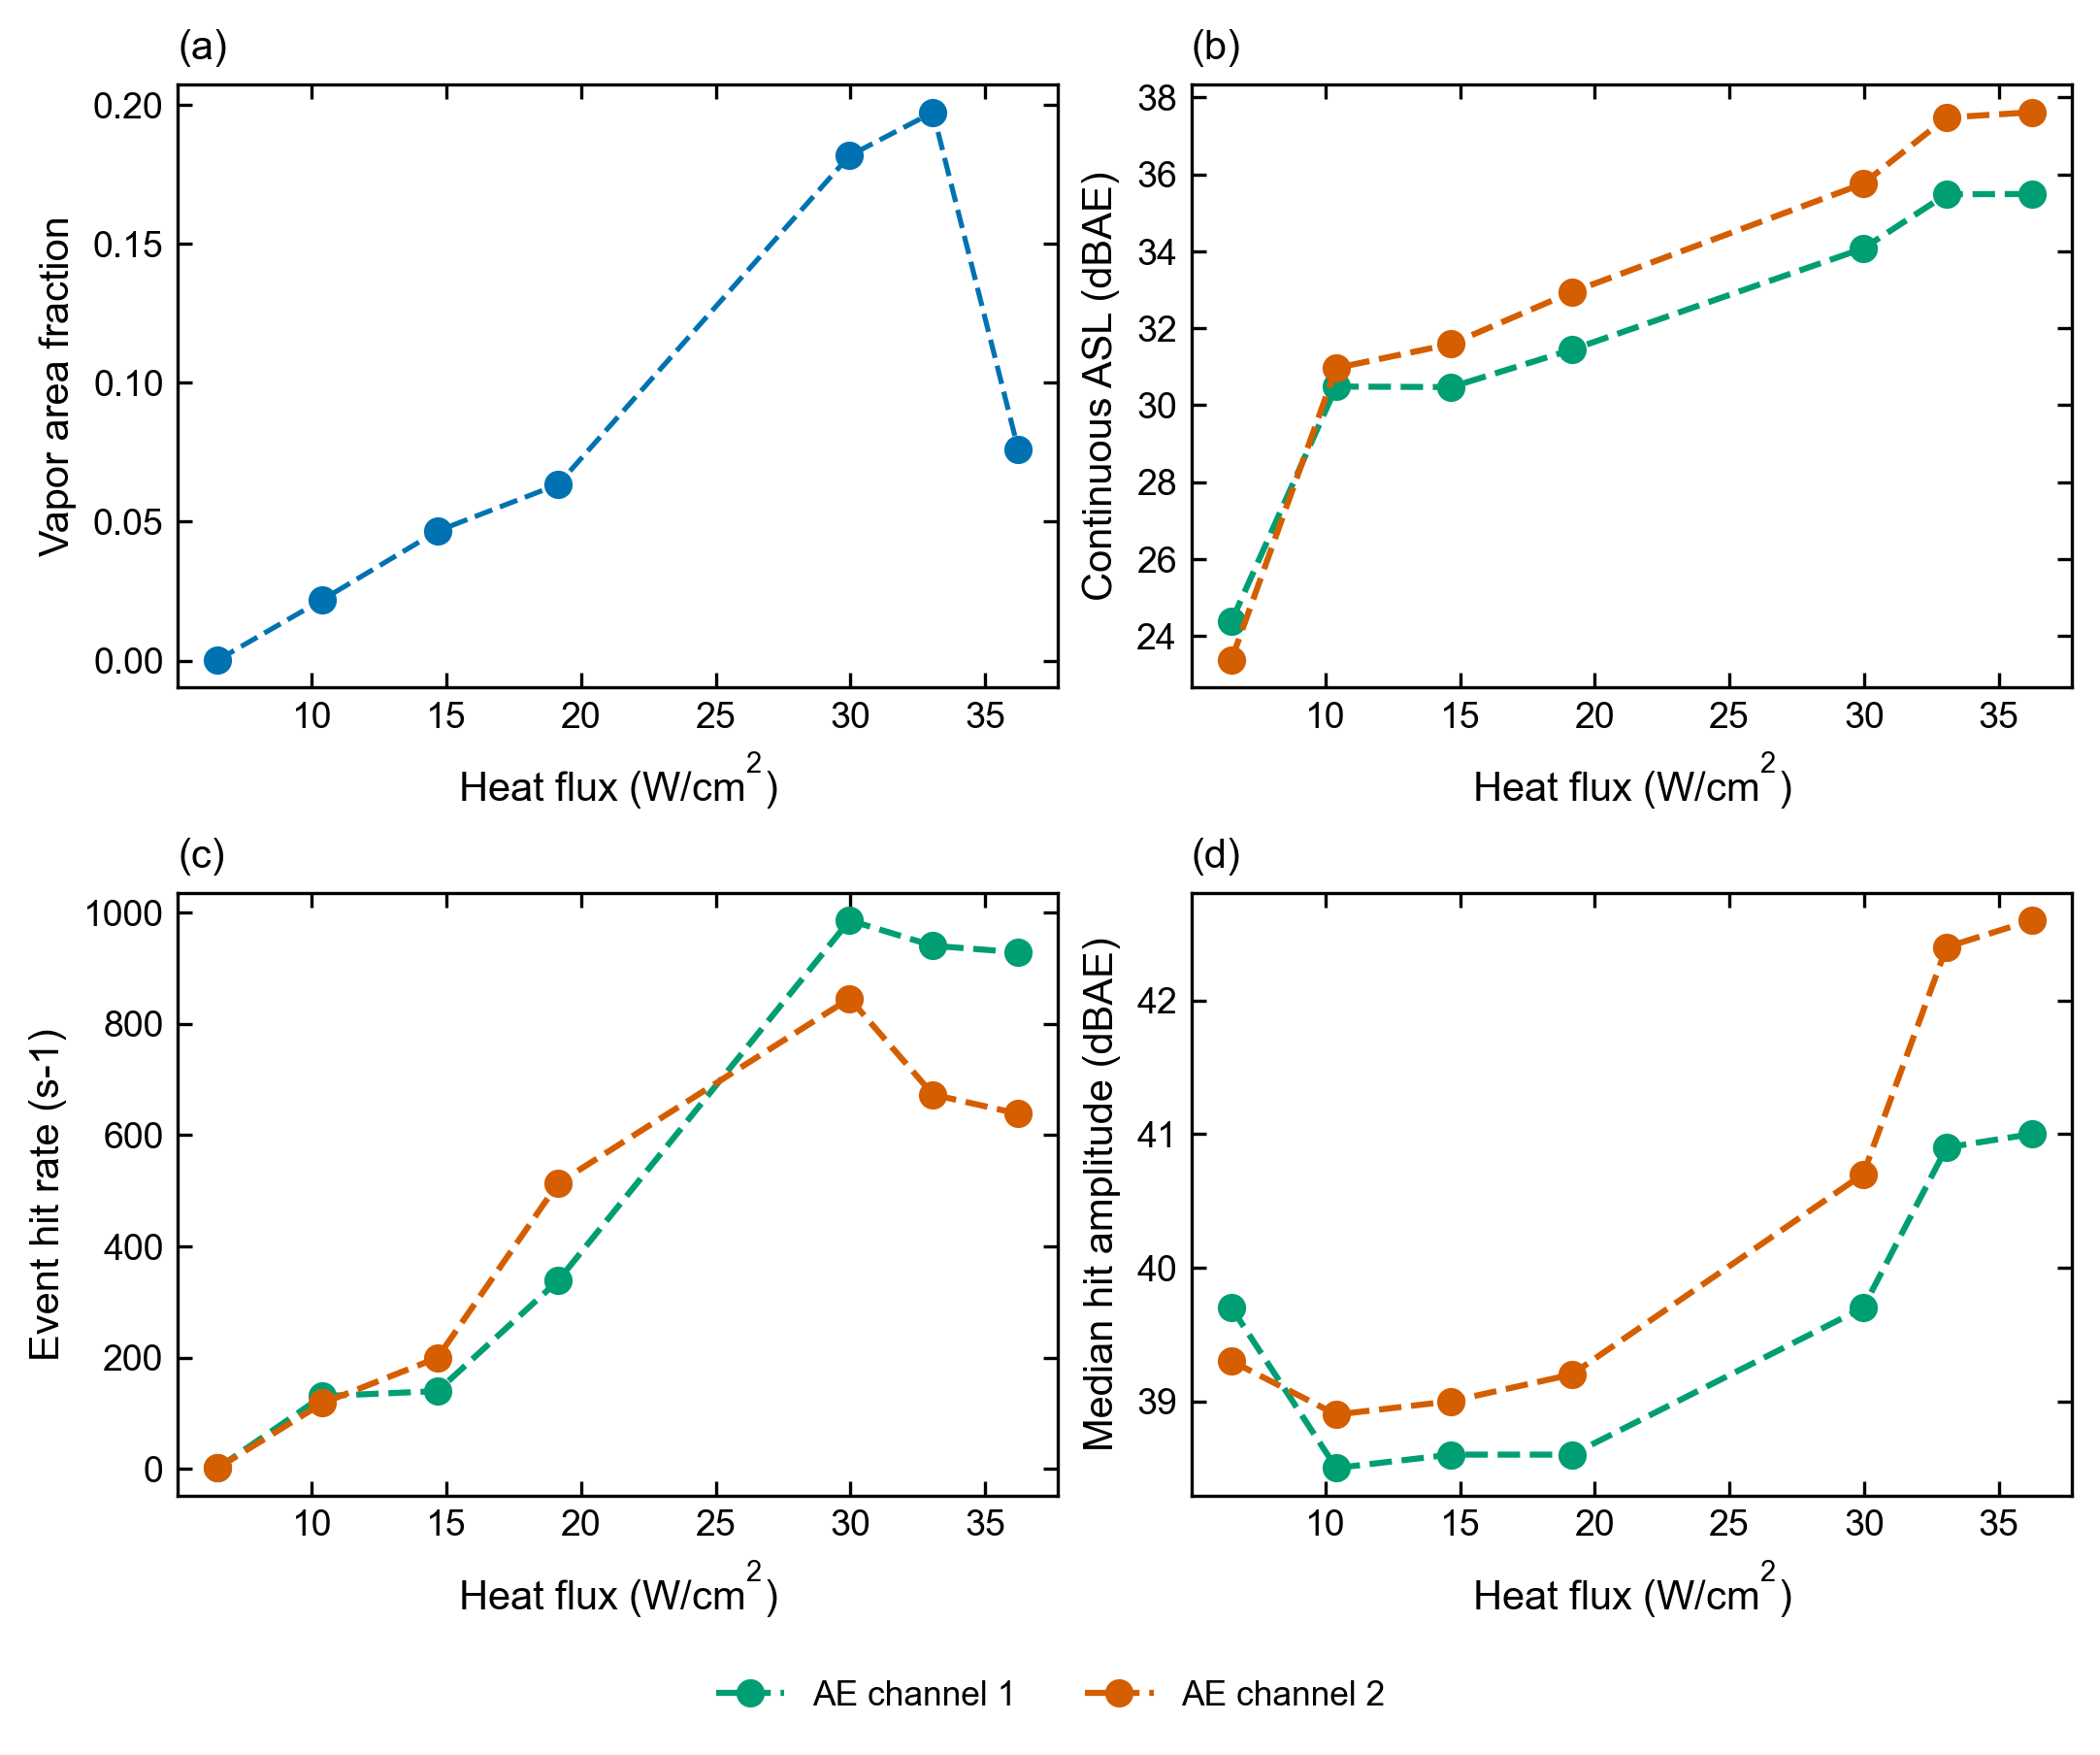 (a)
0.20
0.15
0.10
0.05
0.00
Vapor area fraction
10 15 20 25 30 35
Heat flux (W/cm²)
(b)
38
36
34
32
30
28
26
24
Continuous ASL (dBAE)
10 15 20 25 30 35
Heat flux (W/cm²)
(c)
1000
800
600
400
200
0
Event hit rate (s-1)
10 15 20 25 30 35
Heat flux (W/cm²)
(d)
42
41
40
39
Median hit amplitude (dBAE)
10 15 20 25 30 35
Heat flux (W/cm²)
AE channel 1 AE channel 2